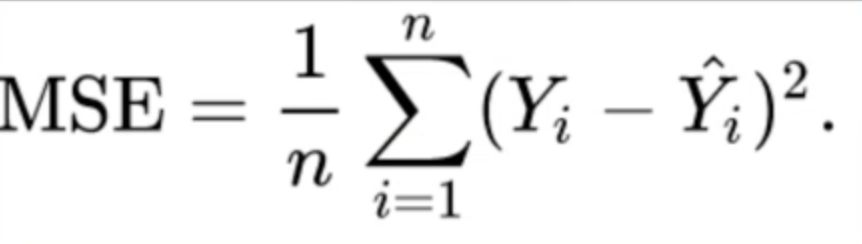 MSE = \frac{1}{n} \sum_{i=1}^{n} (Y_i - \hat{Y}_i)^2.